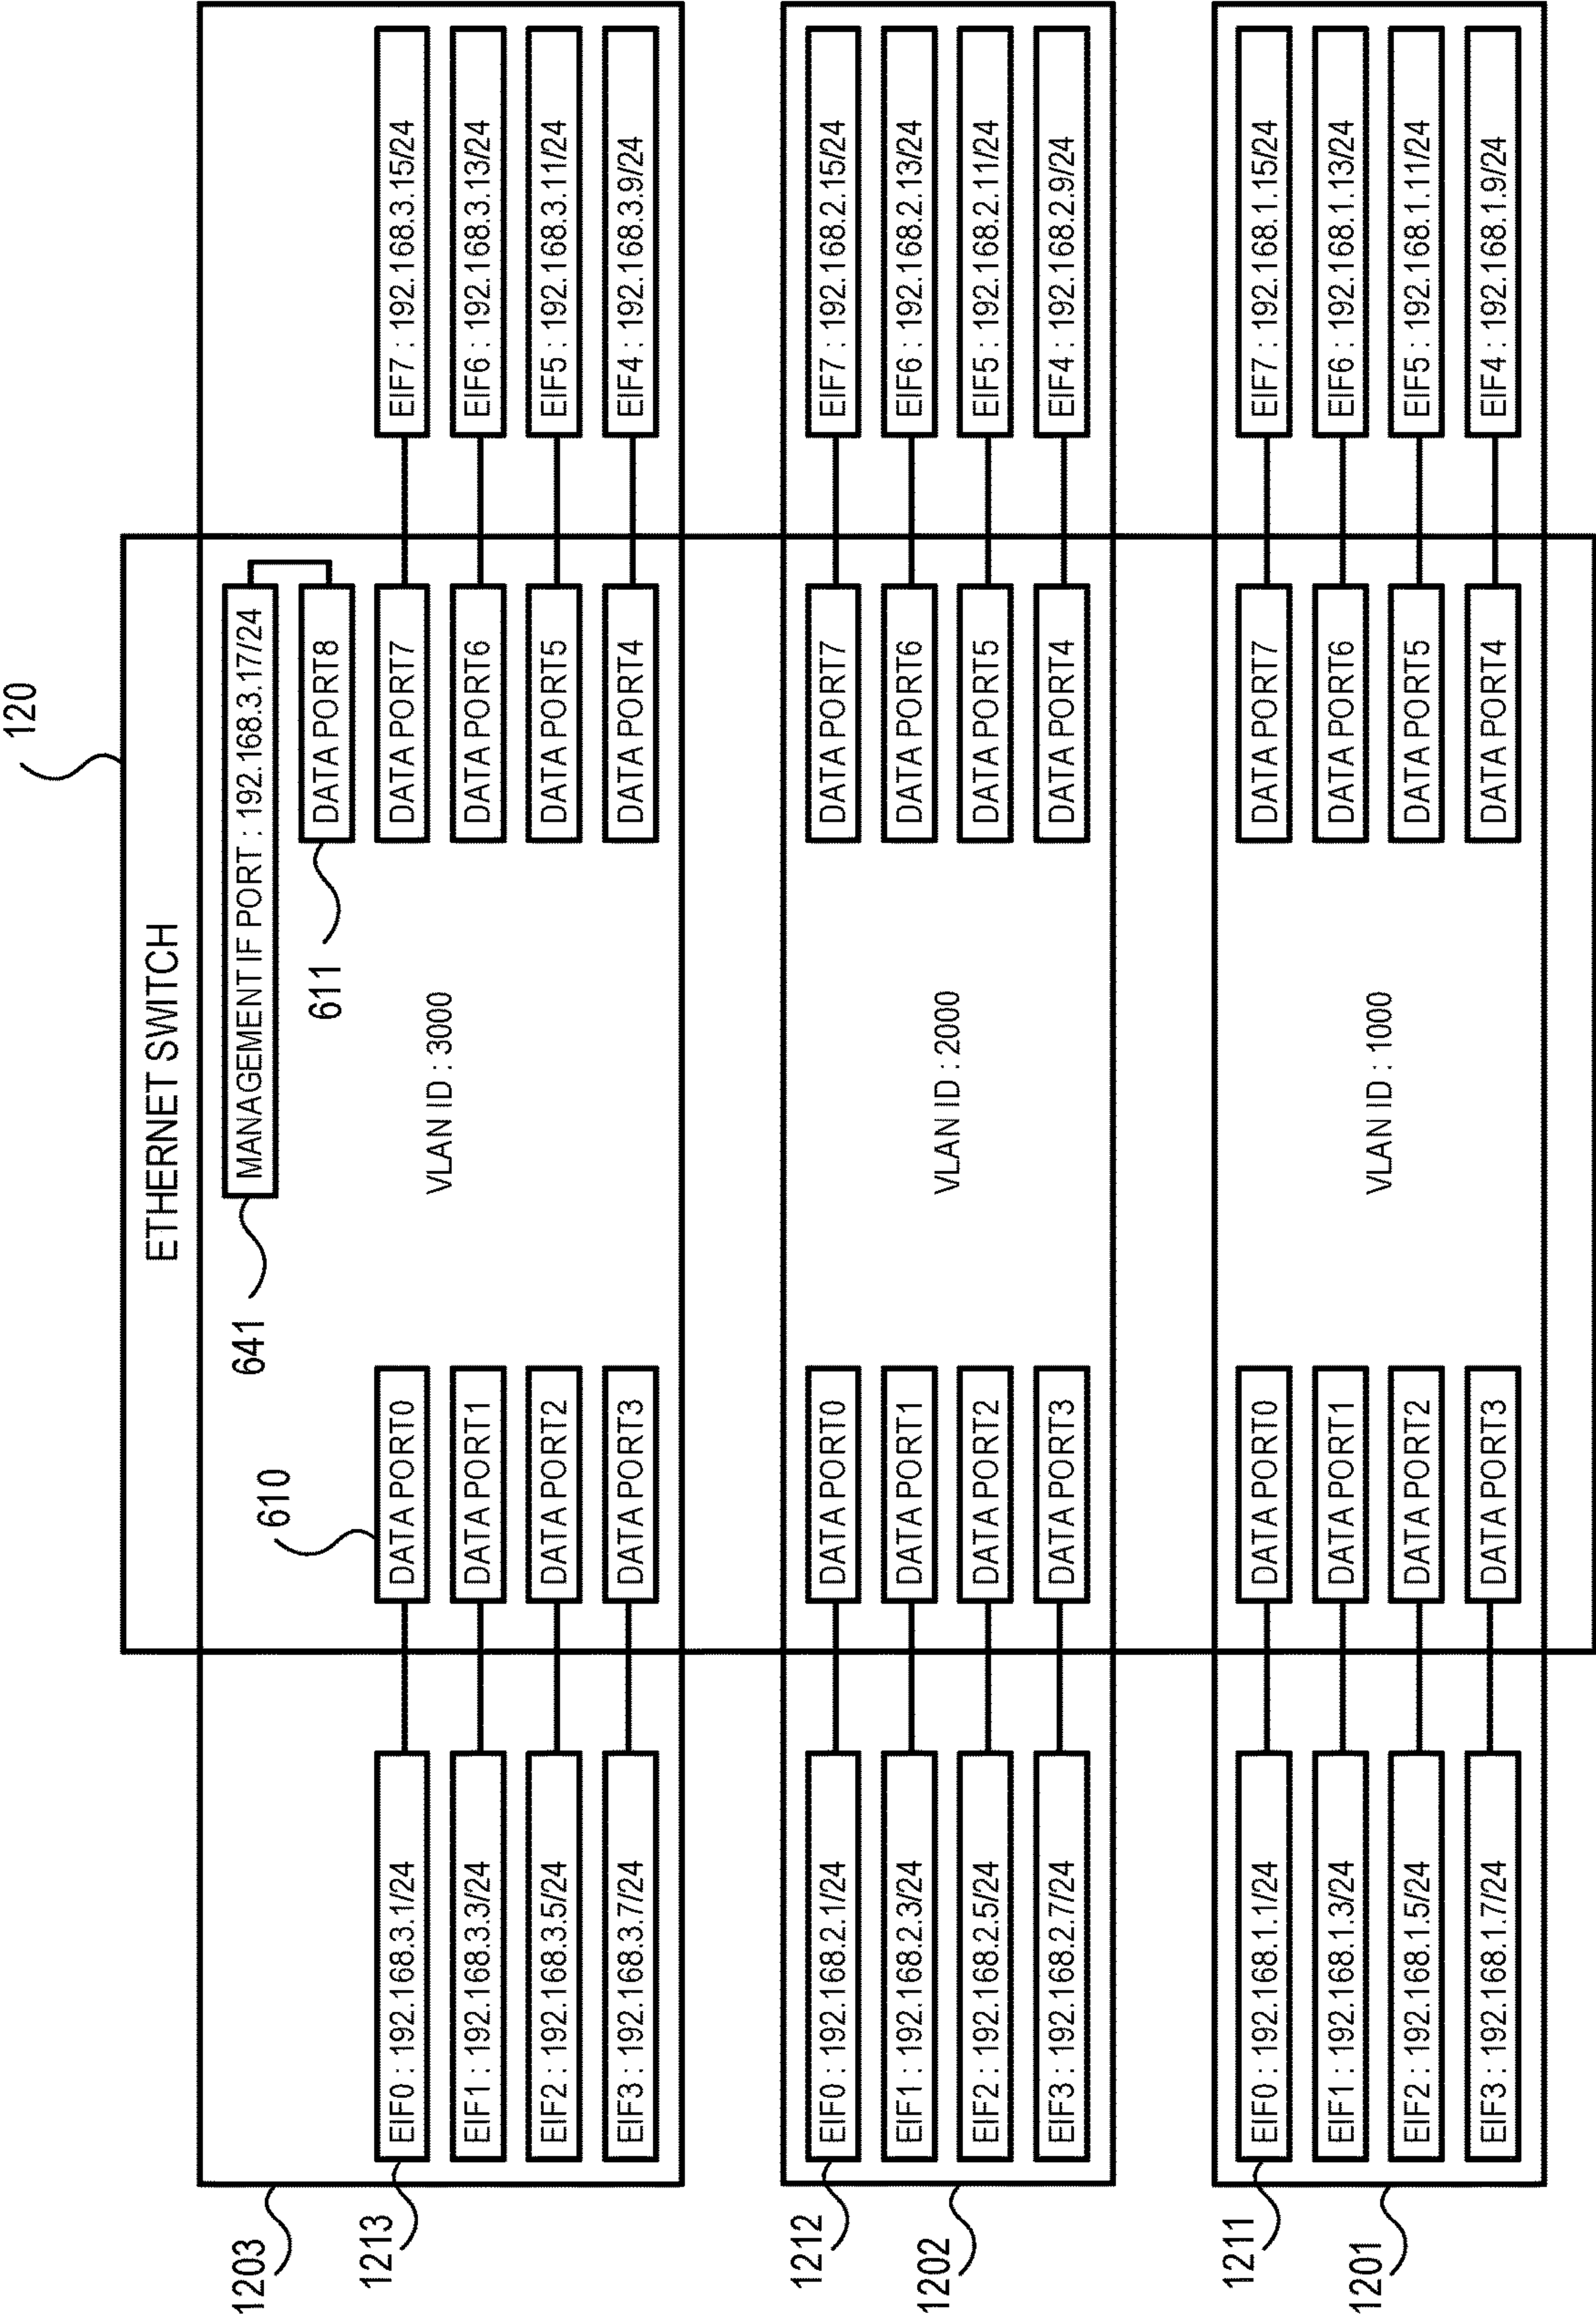 120
ETHERNET SWITCH
641
MANAGEMENT IF PORT : 192.168.3.17/24
610
611
DATA PORT8
1203
1213
EIF0 : 192.168.3.1/24
DATA PORT0
DATA PORT7
EIF7 : 192.168.3.15/24
EIF1 : 192.168.3.3/24
DATA PORT1
VLAN ID : 3000
DATA PORT6
EIF6 : 192.168.3.13/24
EIF2 : 192.168.3.5/24
DATA PORT2
DATA PORT5
EIF5 : 192.168.3.11/24
EIF3 : 192.168.3.7/24
DATA PORT3
DATA PORT4
EIF4 : 192.168.3.9/24
1212
EIF0 : 192.168.2.1/24
DATA PORT0
DATA PORT7
EIF7 : 192.168.2.15/24
EIF1 : 192.168.2.3/24
DATA PORT1
VLAN ID : 2000
DATA PORT6
EIF6 : 192.168.2.13/24
1202
EIF2 : 192.168.2.5/24
DATA PORT2
DATA PORT5
EIF5 : 192.168.2.11/24
EIF3 : 192.168.2.7/24
DATA PORT3
DATA PORT4
EIF4 : 192.168.2.9/24
1211
EIF0 : 192.168.1.1/24
DATA PORT0
DATA PORT7
EIF7 : 192.168.1.15/24
EIF1 : 192.168.1.3/24
DATA PORT1
VLAN ID : 1000
DATA PORT6
EIF6 : 192.168.1.13/24
1201
EIF2 : 192.168.1.5/24
DATA PORT2
DATA PORT5
EIF5 : 192.168.1.11/24
EIF3 : 192.168.1.7/24
DATA PORT3
DATA PORT4
EIF4 : 192.168.1.9/24